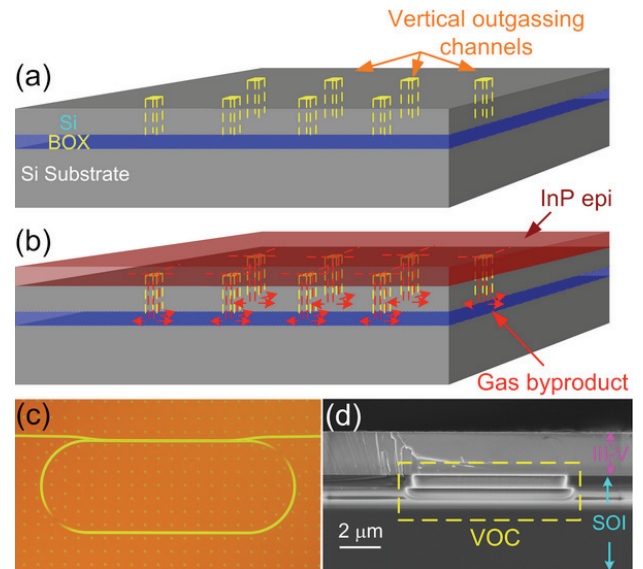 Vertical outgassing
channels
(a)
Si
BOX
Si Substrate
InP epi
(b)
Gas byproduct
(c)
(d)
III-V
SOI
VOC
2 μm